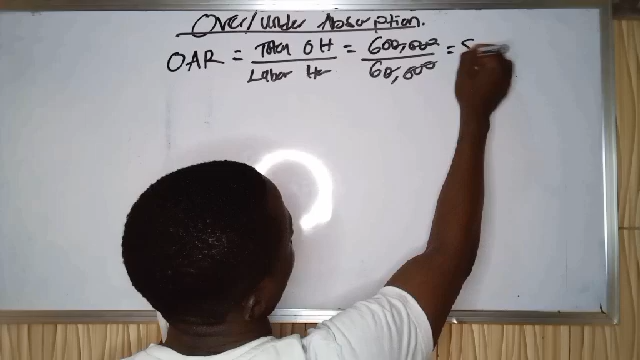 Over/Under Absorption.
OAR = Total OH / Labor Hr = 600,000 / 60,000 =